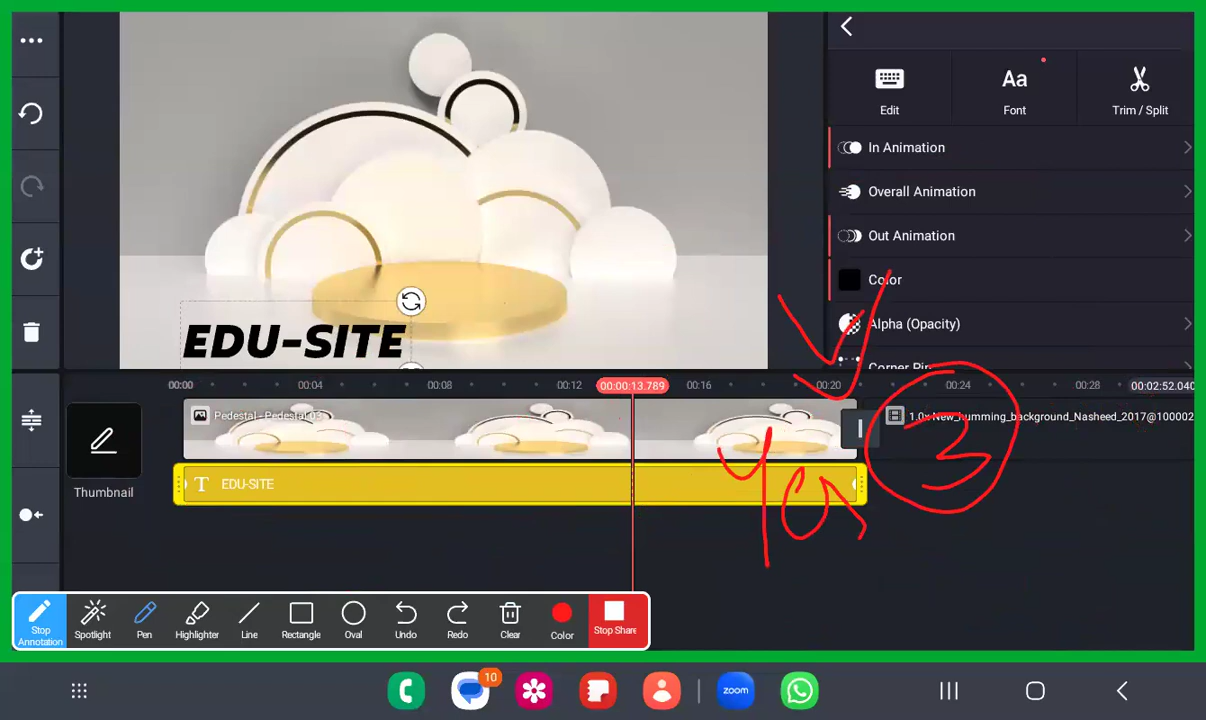 Edit
Font
Trim / Split
In Animation
Overall Animation
Out Animation
Color
Alpha (Opacity)
EDU-SITE
00:00
00:04
00:08
00:12
00:00:13.789
00:16
00:20
00:24
00:28
00:02:52.040
Pedestal - Pedestal 03
1.0x New_humming_background_Nasheed_2017@100002
3
T EDU-SITE
Thumbnail
Stop Annotation
Spotlight
Pen
Highlighter
Line
Rectangle
Oval
Undo
Redo
Clear
Color
Stop Share
10
zoom